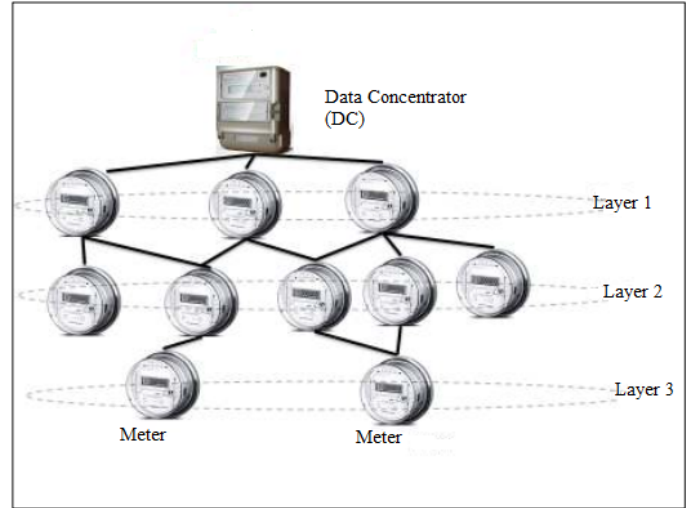 Data Concentrator
(DC)
Layer 1
Layer 2
Layer 3
Meter
Meter